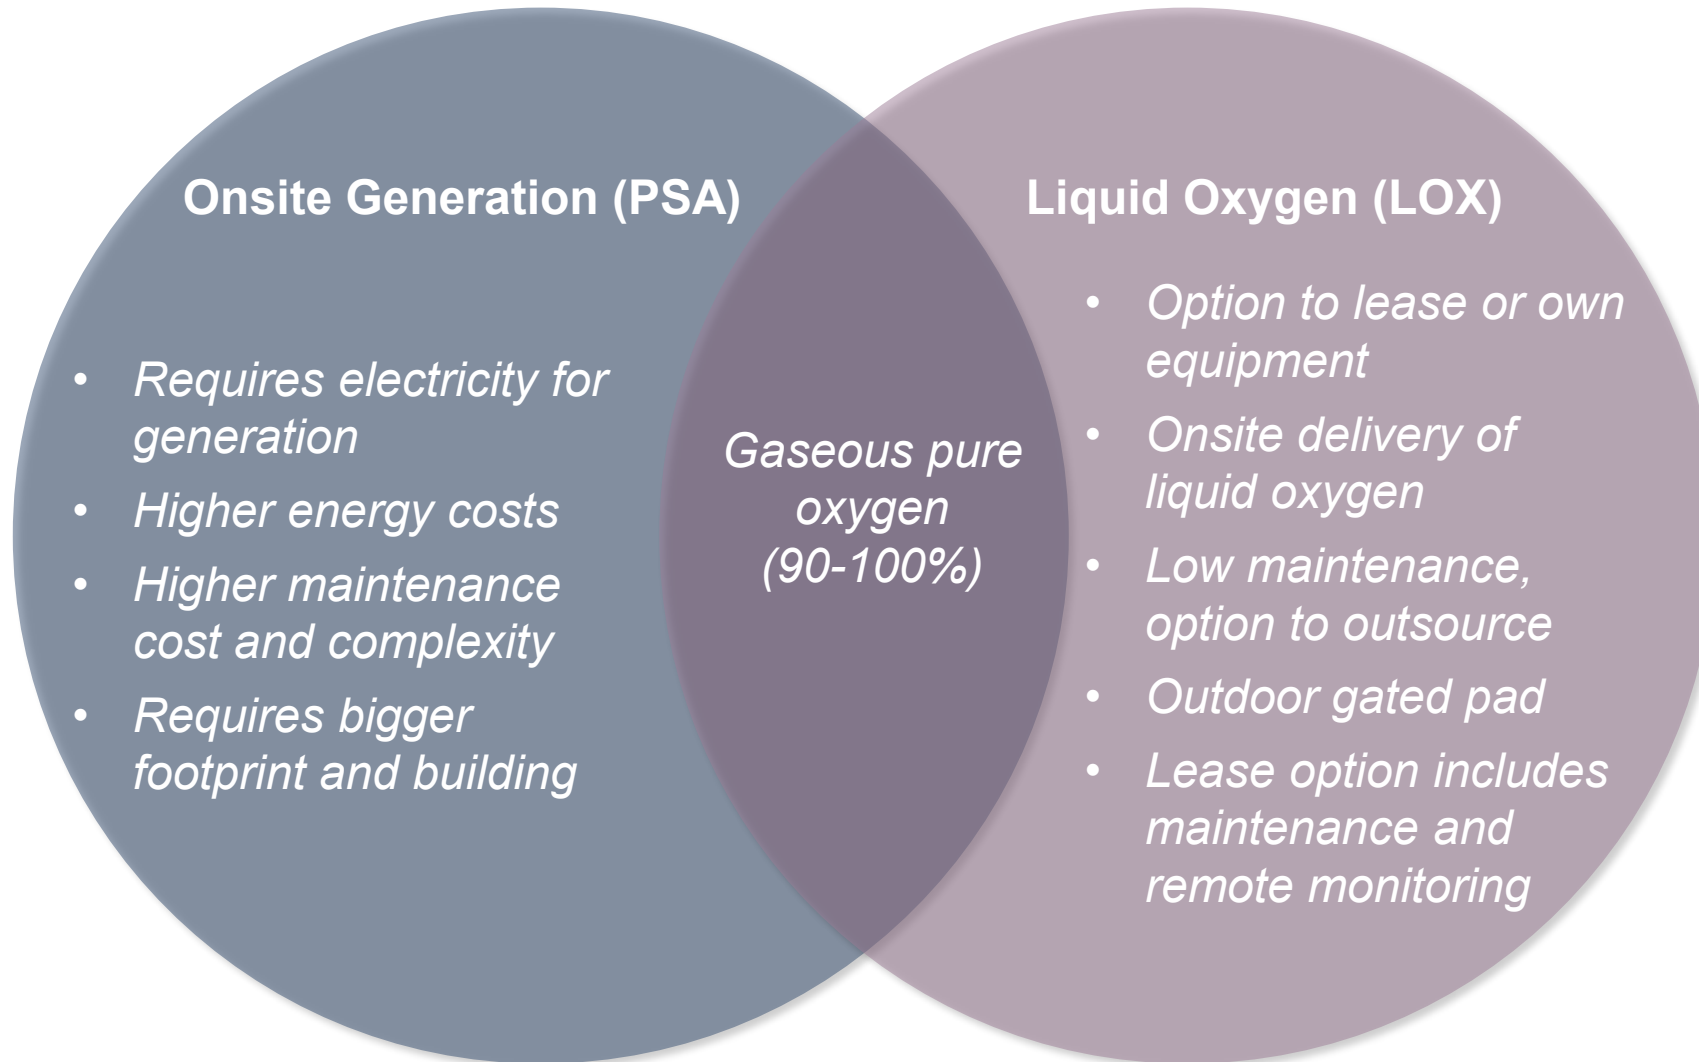 Onsite Generation (PSA)
• Requires electricity for
generation
• Higher energy costs
• Higher maintenance
cost and complexity
• Requires bigger
footprint and building
Gaseous pure
oxygen
(90-100%)
Liquid Oxygen (LOX)
• Option to lease or own
equipment
• Onsite delivery of
liquid oxygen
• Low maintenance,
option to outsource
• Outdoor gated pad
• Lease option includes
maintenance and
remote monitoring